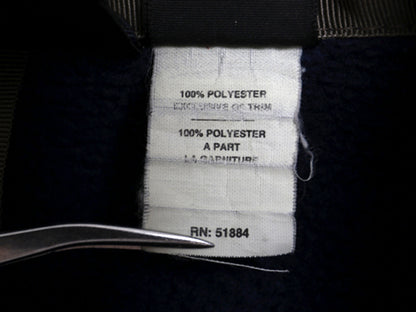 100% POLYESTER
EXCLUSIVE OF TRIM
100% POLYESTER
A PART
LA GARNITURE
RN: 51884